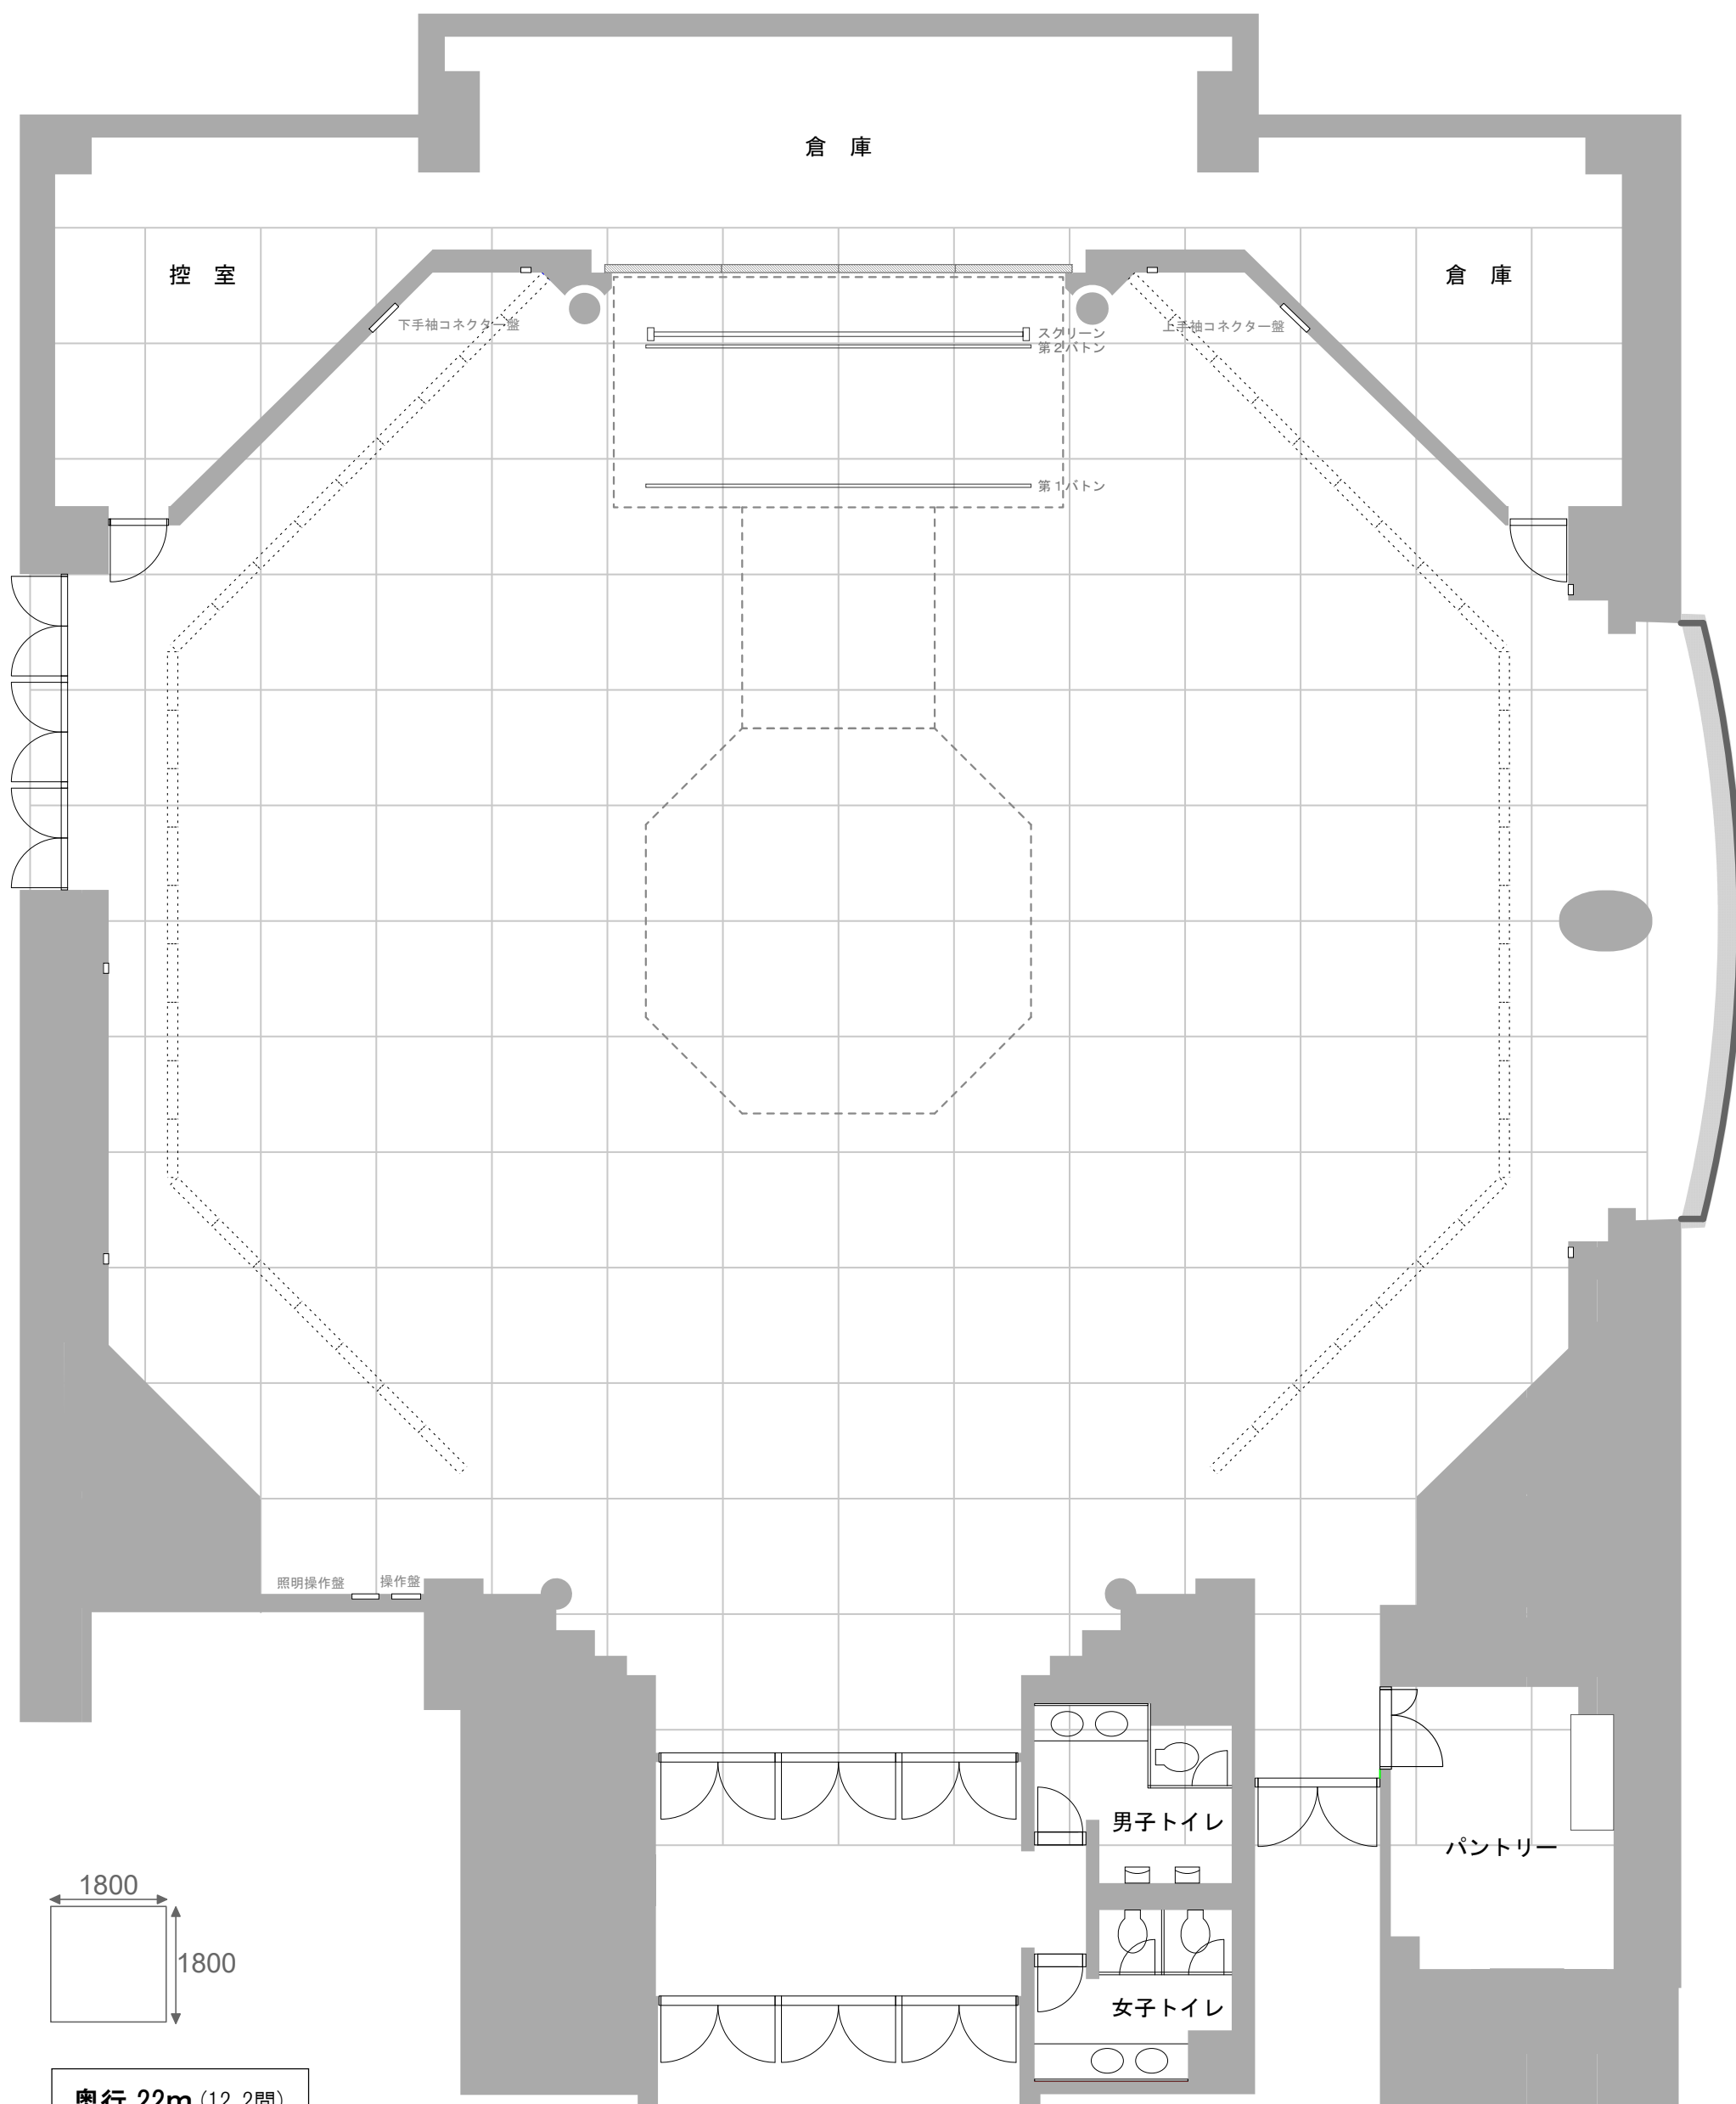 倉　庫
控　室
倉　庫
下手袖コネクター盤
上手袖コネクター盤
スクリーン
第２バトン
第１バトン
照明操作盤
操作盤
男子トイレ
パントリー
女子トイレ
1800
1800
奥行 22m (12.2間)